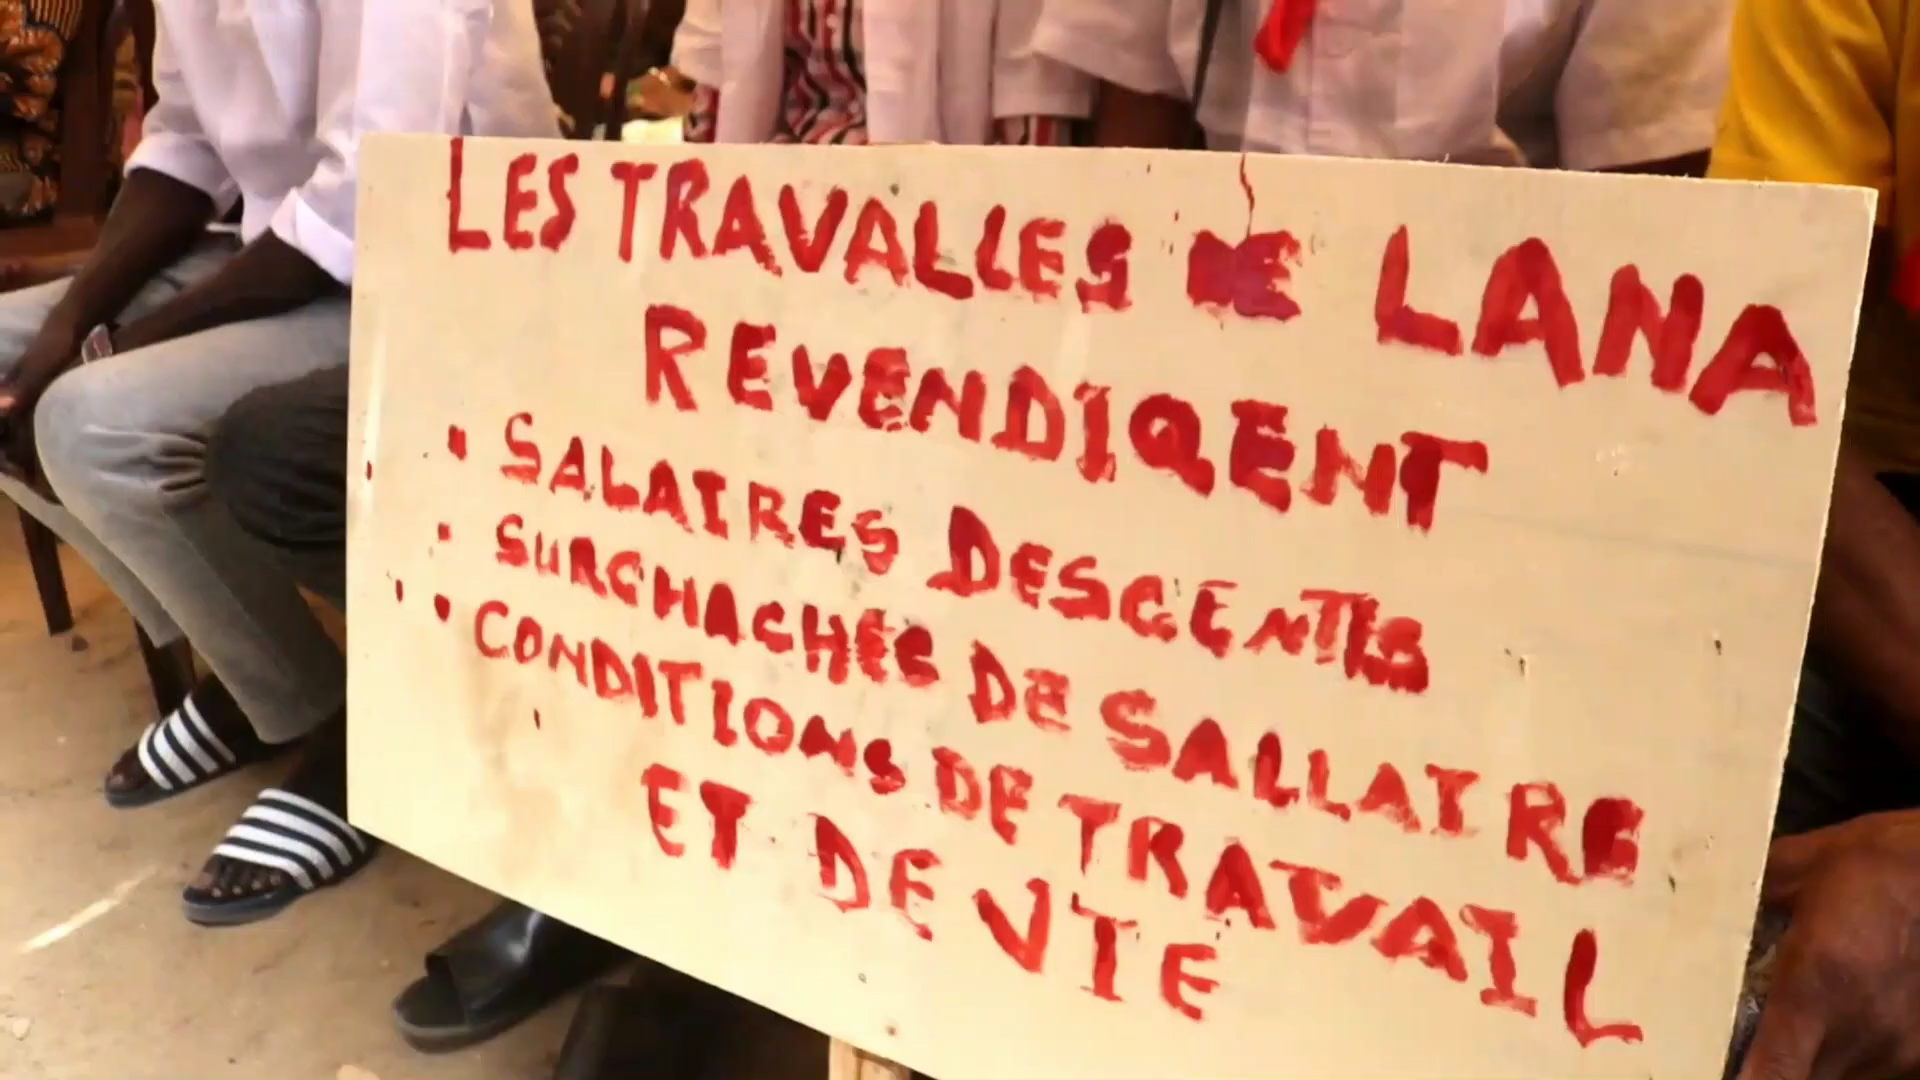 LES TRAVALLES DE LANA
REVENDIQENT
• SALAIRES DESCENTES
• SURCHACHES DE SALLAIRE
• CONDITIONS DE TRAVAIL
ET DE VIE